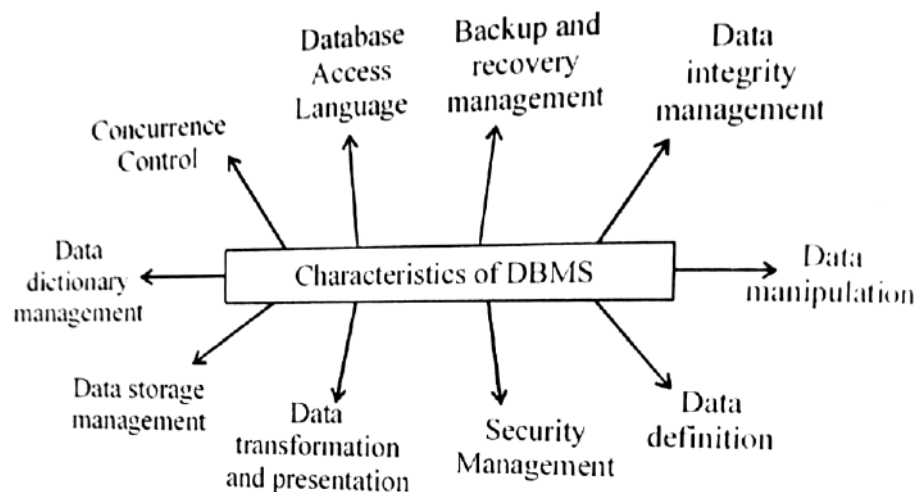 Database
Access
Language
Backup and
recovery
management
Data
integrity
management
Concurrence
Control
Data
dictionary
management
Characteristics of DBMS
Data
manipulation
Data storage
management
Data
transformation
and presentation
Security
Management
Data
definition